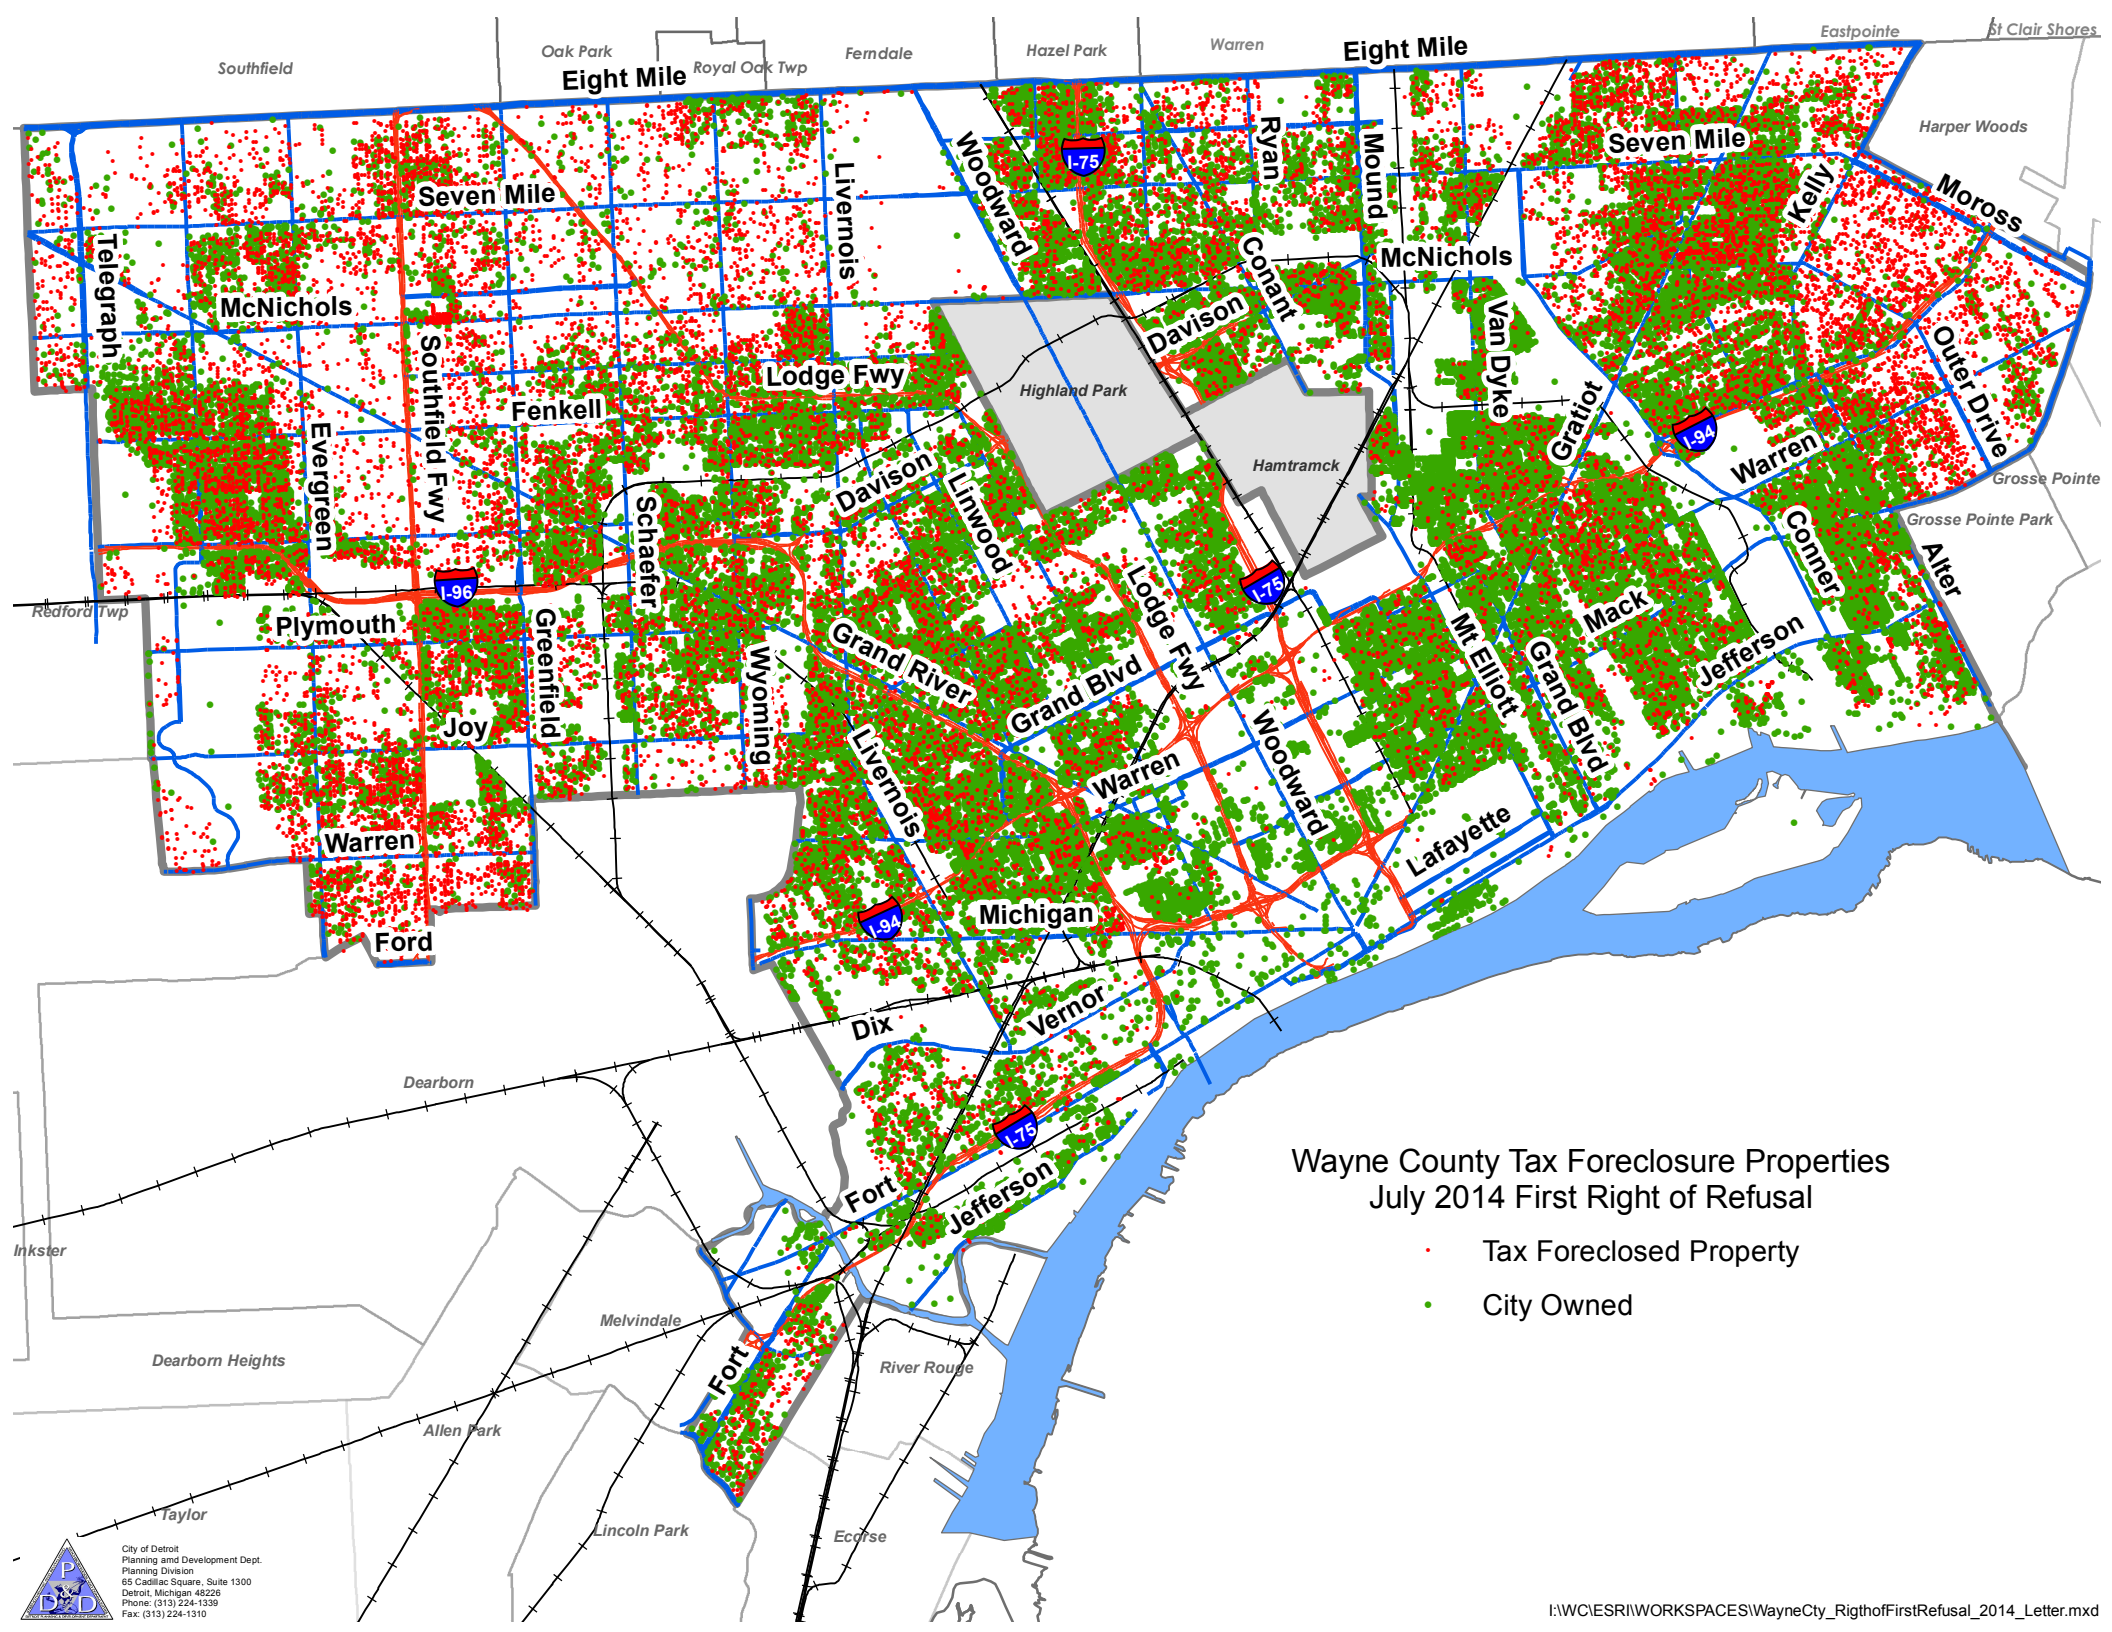 Southfield
Oak Park
Royal Oak Twp
Ferndale
Hazel Park
Warren
Eastpointe
St Clair Shores
Eight Mile
Eight Mile
Harper Woods
Seven Mile
Seven Mile
Livernois
Woodward
I-75
Ryan
Mound
Kelly
Moross
Telegraph
McNichols
McNichols
Conant
Davison
Van Dyke
Southfield Fwy
Lodge Fwy
Highland Park
Outer Drive
Fenkell
Gratiot
I-94
Evergreen
Hamtramck
Warren
Davison
Linwood
Schaefer
Grosse Pointe
Grosse Pointe Park
Conner
Alter
Redford Twp
I-96
Plymouth
Greenfield
Lodge Fwy
I-75
Mack
Mt Elliott
Jefferson
Grand River
Wyoming
Grand Blvd
Grand Blvd
Joy
Livernois
Woodward
Warren
Warren
Lafayette
I-94
Michigan
Ford
Dix
Vernor
Dearborn
I-75
Fort
Jefferson
Wayne County Tax Foreclosure Properties
July 2014 First Right of Refusal
Tax Foreclosed Property
City Owned
Inkster
Melvindale
Dearborn Heights
Fort
River Rouge
Allen Park
Taylor
Lincoln Park
Ecorse
P
D&D
City of Detroit
Planning and Development Dept.
Planning Division
65 Cadillac Square, Suite 1300
Detroit, Michigan 48226
Phone: (313) 224-1339
Fax: (313) 224-1310
I:\WC\ESRI\WORKSPACES\WayneCty_RigthofFirstRefusal_2014_Letter.mxd